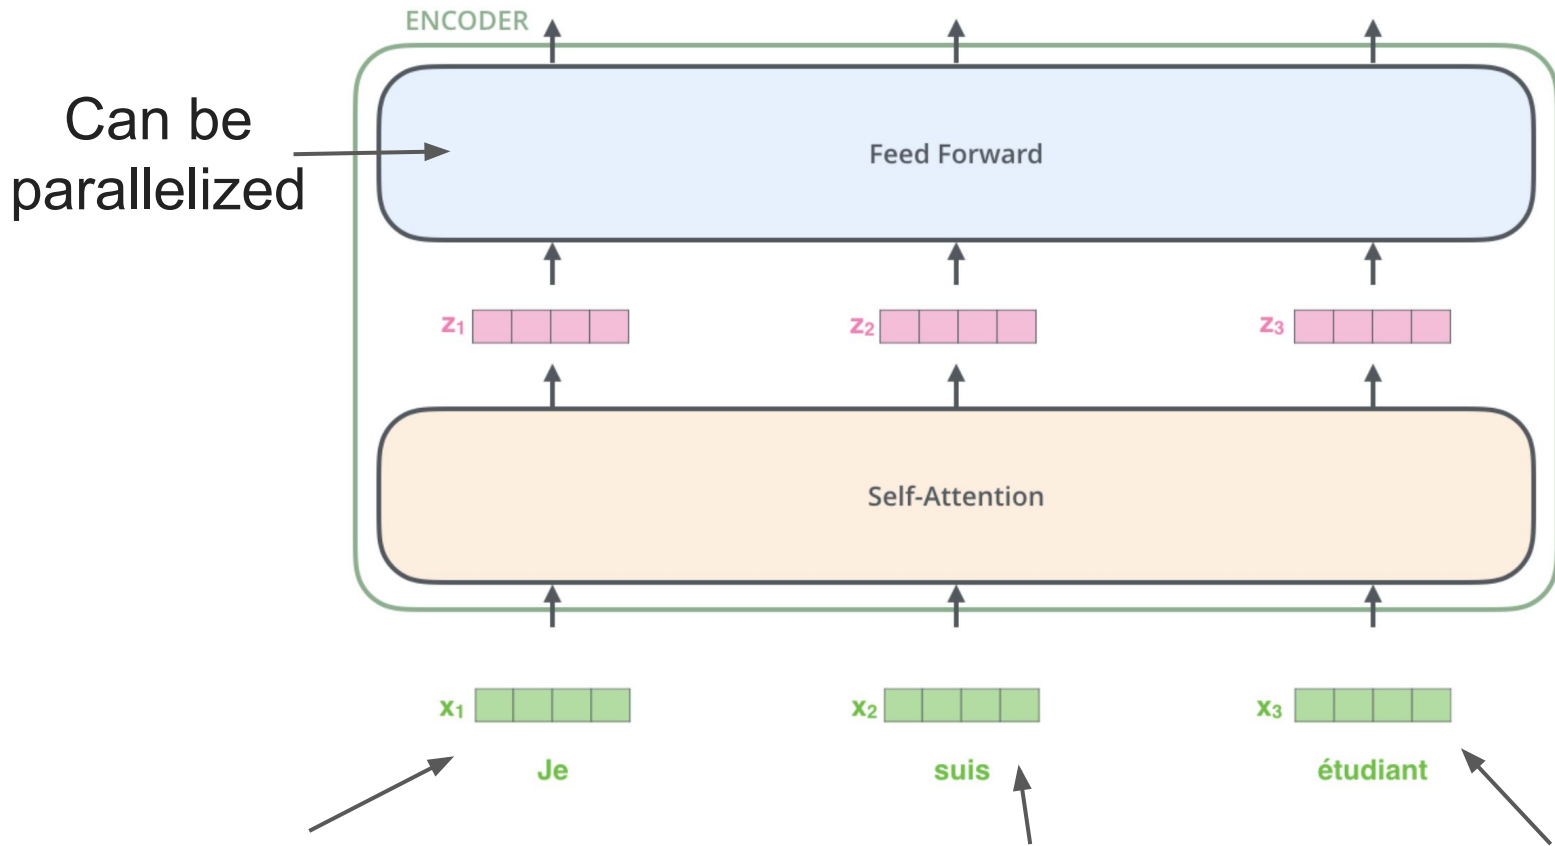 ENCODER
Can be
parallelized
Feed Forward
z₁ z₂ z₃
Self-Attention
x₁ x₂ x₃
Je suis étudiant